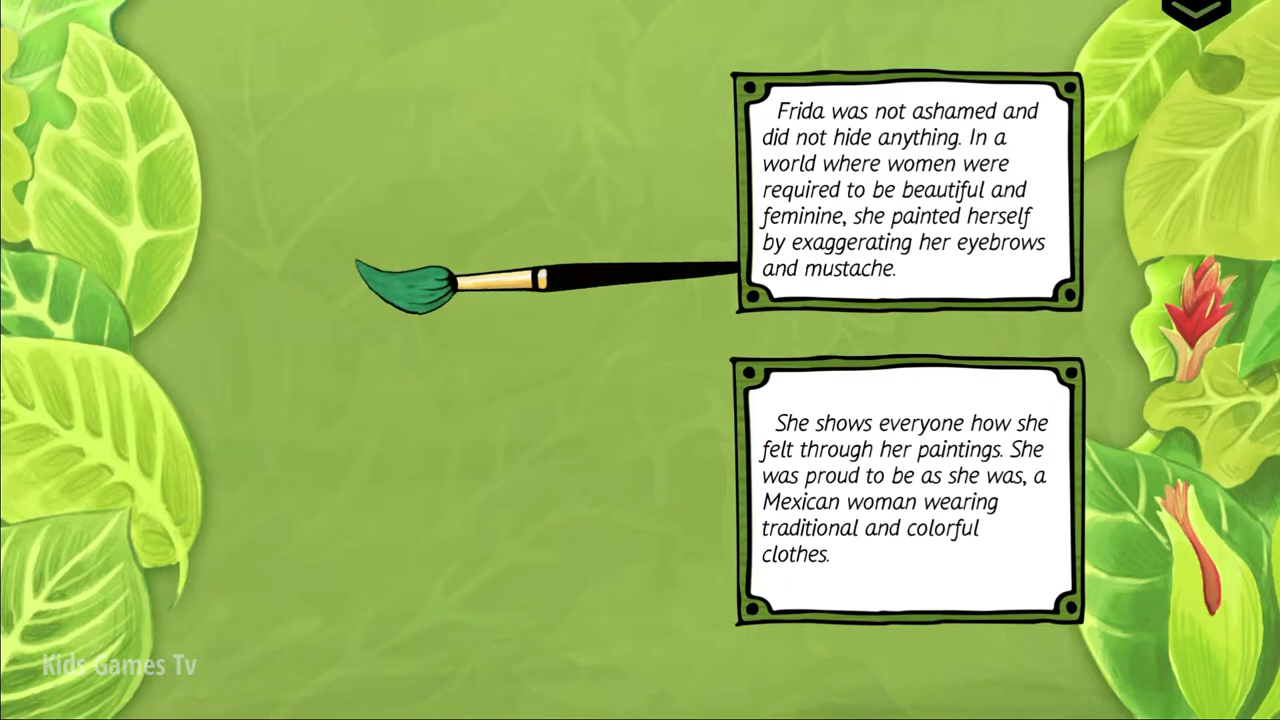 Frida was not ashamed and
did not hide anything. In a
world where women were
required to be beautiful and
feminine, she painted herself
by exaggerating her eyebrows
and mustache.
She shows everyone how she
felt through her paintings. She
was proud to be as she was, a
Mexican woman wearing
traditional and colorful
clothes.
Kids Games Tv